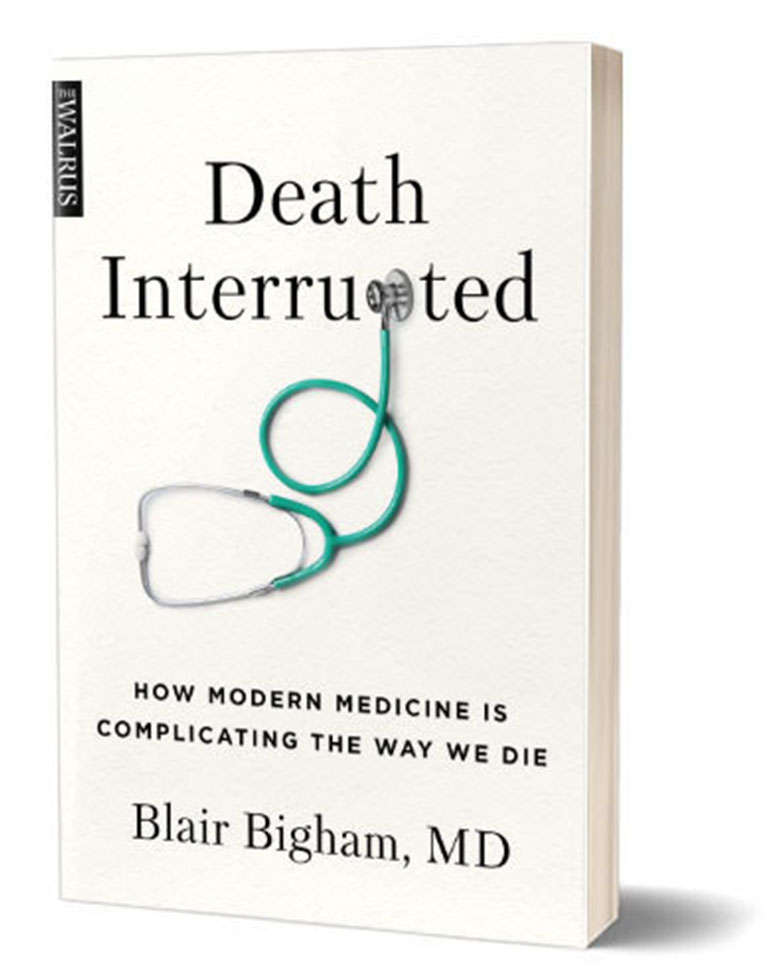 THE WALRUS
Death
Interrupted
HOW MODERN MEDICINE IS
COMPLICATING THE WAY WE DIE
Blair Bigham, MD